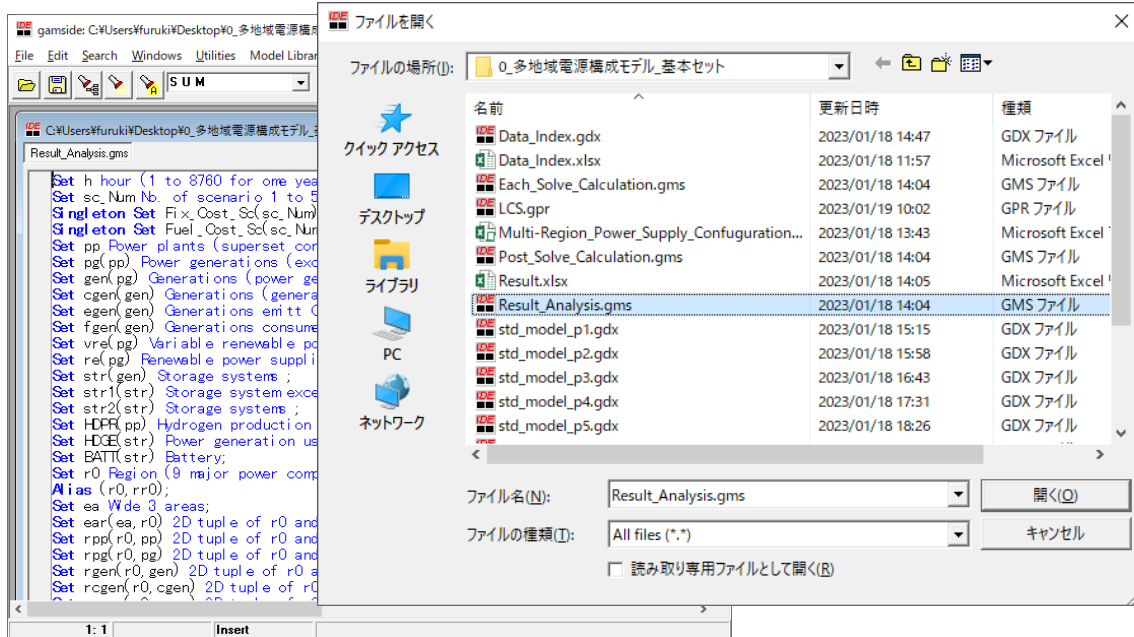 gamside: C:¥Users¥furuki¥Desktop¥0_多地域電源構成
File Edit Search Windows Utilities Model Librar
SUM
C:¥Users¥furuki¥Desktop¥0_多地域電源構成モデル_
Result_Analysis.gms
Set h hour (1 to 8760 for one yea
Set sc_Num No. of scenario 1 to 5
Singleton Set Fix_Cost_Sc(sc_Num)
Singleton Set Fuel_Cost_Sc(sc_Num
Set pp Power plants (superset con
Set pg(pp) Power generations (exc
Set gen(pg) Generations (power ge
Set cgen(gen) Generations (genera
Set egen(gen) Generations emitt C
Set fgen(gen) Generations consume
Set vre(pg) Variable renewable po
Set re(pg) Renewable power suppli
Set str(gen) Storage systems ;
Set str1(str) Storage system exce
Set str2(str) Storage systems ;
Set HDPR(pp) Hydrogen production
Set HDGE(str) Power generation us
Set BATT(str) Battery;
Set r0 Region (9 major power comp
Alias (r0,rr0);
Set ea Wide 3 areas;
Set ear(ea,r0) 2D tuple of r0 and
Set rpp(r0,pp) 2D tuple of r0 and
Set rpg(r0,pg) 2D tuple of r0 and
Set rgen(r0,gen) 2D tuple of r0 a
Set rcgen(r0,cgen) 2D tuple of r0
1: 1 Insert
ファイルを開く
ファイルの場所(I): 0_多地域電源構成モデル_基本セット
クイック アクセス
デスクトップ
ライブラリ
PC
ネットワーク
名前 更新日時 種類
Data_Index.gdx 2023/01/18 14:47 GDX ファイル
Data_Index.xlsx 2023/01/18 11:57 Microsoft Excel
Each_Solve_Calculation.gms 2023/01/18 14:04 GMS ファイル
LCS.gpr 2023/01/19 10:02 GPR ファイル
Multi-Region_Power_Supply_Confuguration... 2023/01/18 13:43 Microsoft Excel
Post_Solve_Calculation.gms 2023/01/18 14:04 GMS ファイル
Result.xlsx 2023/01/18 14:05 Microsoft Excel
Result_Analysis.gms 2023/01/18 14:04 GMS ファイル
std_model_p1.gdx 2023/01/18 15:15 GDX ファイル
std_model_p2.gdx 2023/01/18 15:58 GDX ファイル
std_model_p3.gdx 2023/01/18 16:43 GDX ファイル
std_model_p4.gdx 2023/01/18 17:31 GDX ファイル
std_model_p5.gdx 2023/01/18 18:26 GDX ファイル
ファイル名(N): Result_Analysis.gms 開く(O)
ファイルの種類(T): All files (*.*) キャンセル
読み取り専用ファイルとして開く(R)